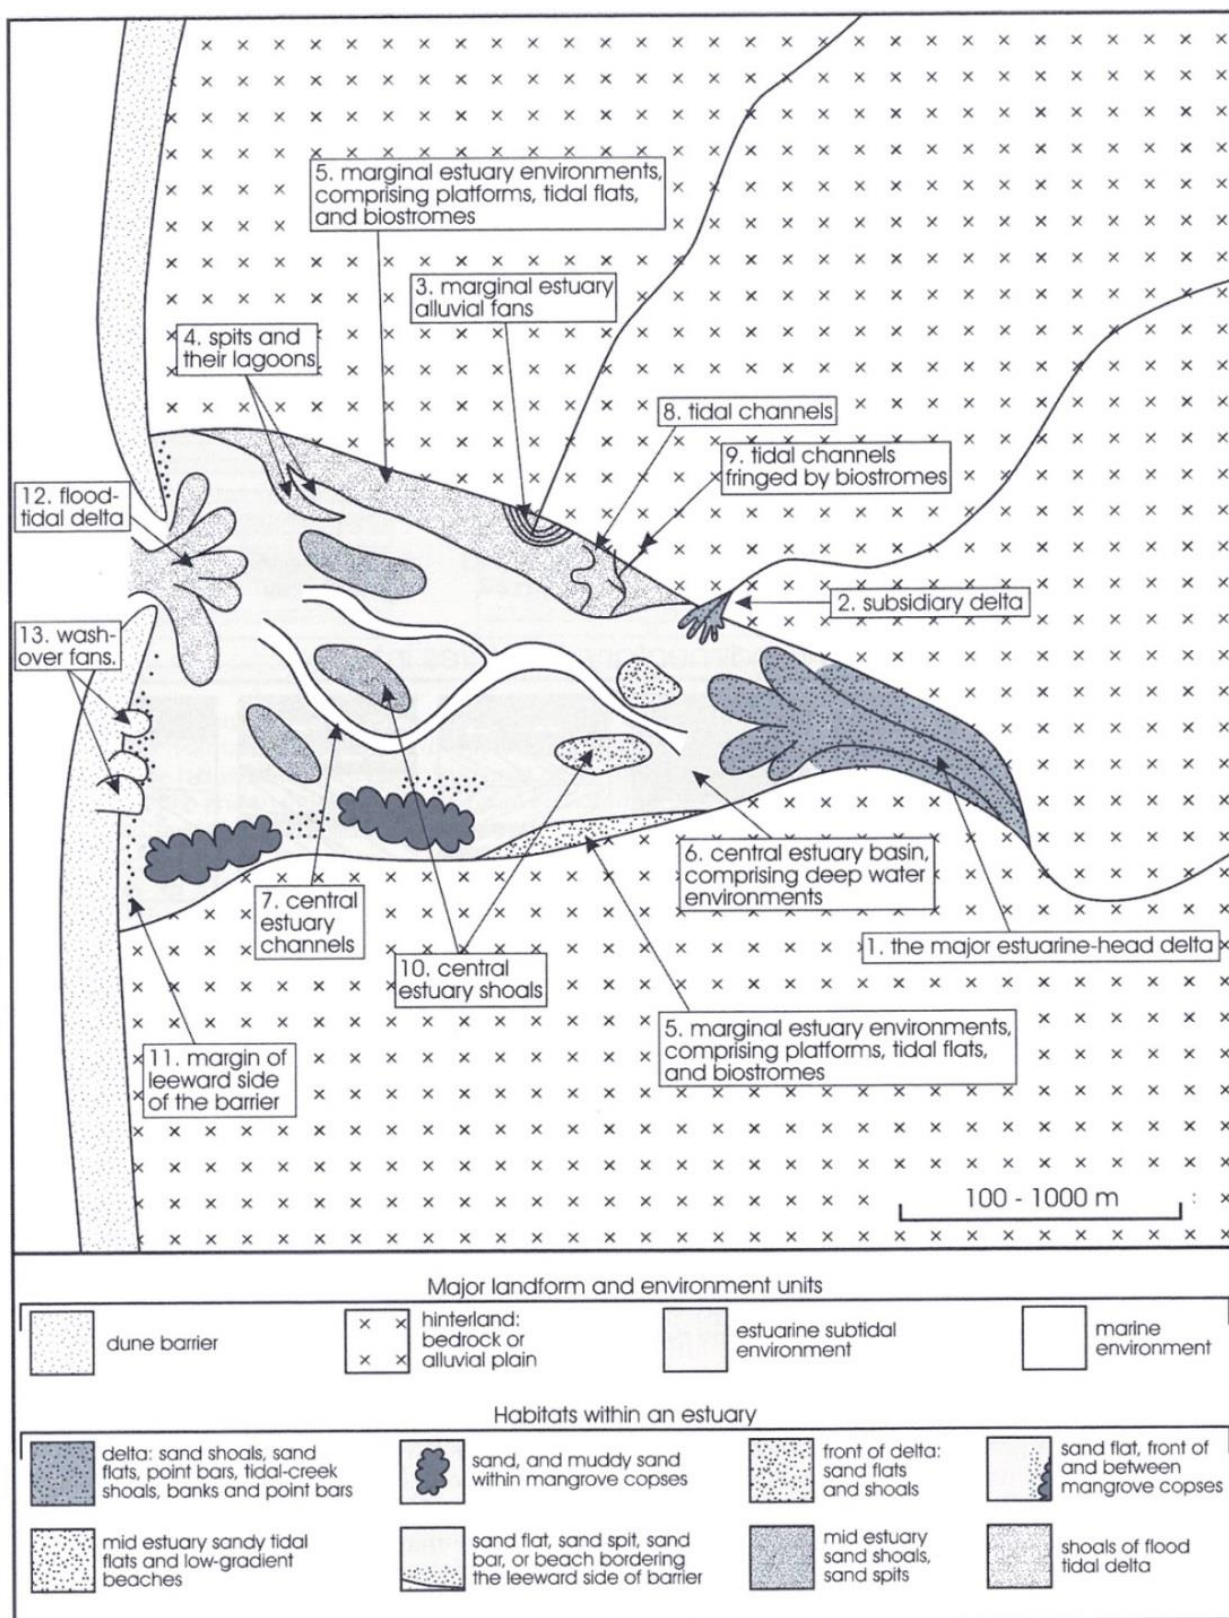 5. marginal estuary environments,
comprising platforms, tidal flats,
and biostromes
3. marginal estuary
alluvial fans
4. spits and
their lagoons
8. tidal channels
9. tidal channels
fringed by biostromes
12. flood-
tidal delta
2. subsidiary delta
13. wash-
over fans.
6. central estuary basin,
comprising deep water
environments
7. central
estuary
channels
1. the major estuarine-head delta
10. central
estuary shoals
5. marginal estuary environments,
comprising platforms, tidal flats,
and biostromes
11. margin of
leeward side
of the barrier
100 - 1000 m
Major landform and environment units
dune barrier
hinterland:
bedrock or
alluvial plain
estuarine subtidal
environment
marine
environment
Habitats within an estuary
delta: sand shoals, sand
flats, point bars, tidal-creek
shoals, banks and point bars
sand, and muddy sand
within mangrove copses
front of delta:
sand flats
and shoals
sand flat, front of
and between
mangrove copses
mid estuary sandy tidal
flats and low-gradient
beaches
sand flat, sand spit, sand
bar, or beach bordering
the leeward side of barrier
mid estuary
sand shoals,
sand spits
shoals of flood
tidal delta